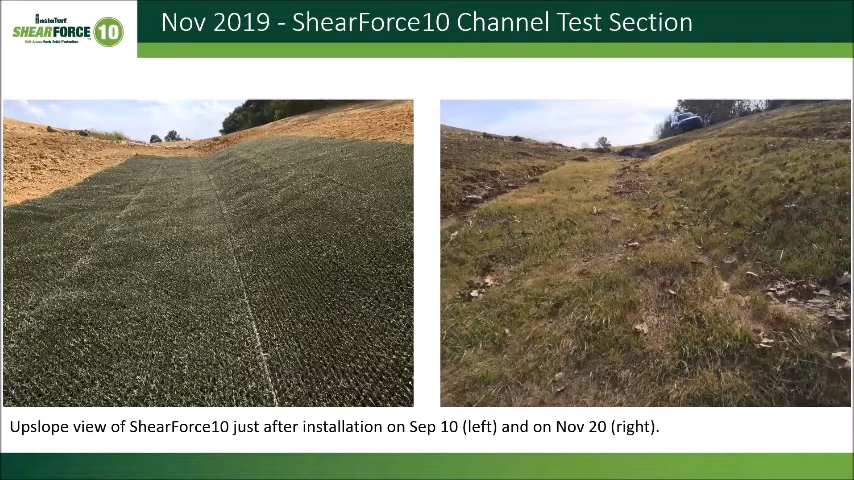 InstaTurf
SHEARFORCE 10
Nov 2019 - ShearForce10 Channel Test Section
Upslope view of ShearForce10 just after installation on Sep 10 (left) and on Nov 20 (right).